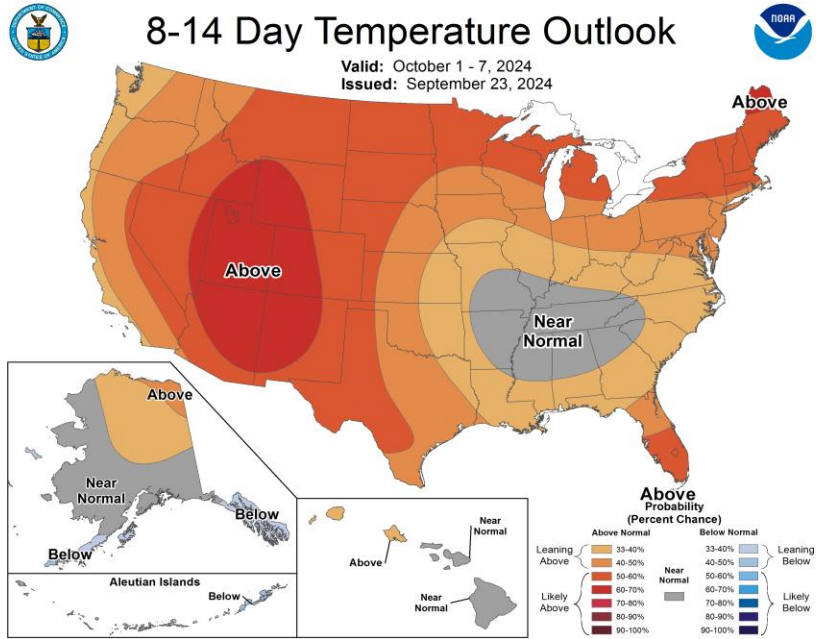 8-14 Day Temperature Outlook
Valid: October 1 - 7, 2024
Issued: September 23, 2024
NOAA
Above
Above
Near
Normal
Above
Above
Near
Normal
Below
Below
Aleutian Islands
Below
Above
Near
Normal
Near
Normal
Probability
(Percent Chance)
Above Normal
Below Normal
Leaning
Above
33-40%
40-50%
Likely
Above
50-60%
60-70%
70-80%
80-90%
90-100%
Near
Normal
33-40%
40-50%
Leaning
Below
50-60%
60-70%
70-80%
80-90%
90-100%
Likely
Below